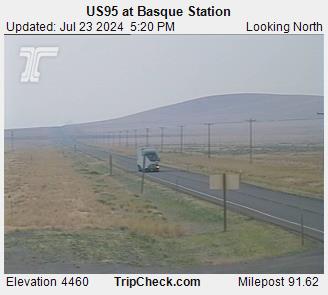 US95 at Basque Station
Updated: Jul 23 2024 5:20 PM Looking North
Elevation 4460 TripCheck.com Milepost 91.62